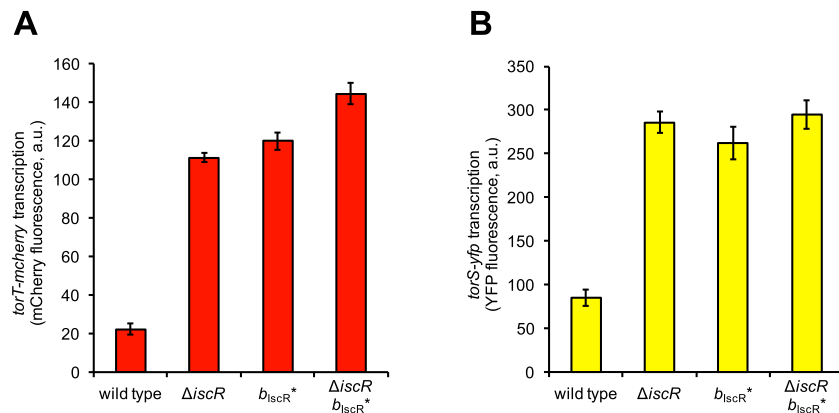 A
torT-mcherry transcription
(mCherry fluorescence, a.u.)
160
140
120
100
80
60
40
20
0
wild type
ΔiscR
bIscR*
ΔiscR
bIscR*
B
torS-yfp transcription
(YFP fluorescence, a.u.)
350
300
250
200
150
100
50
0
wild type
ΔiscR
bIscR*
ΔiscR
bIscR*